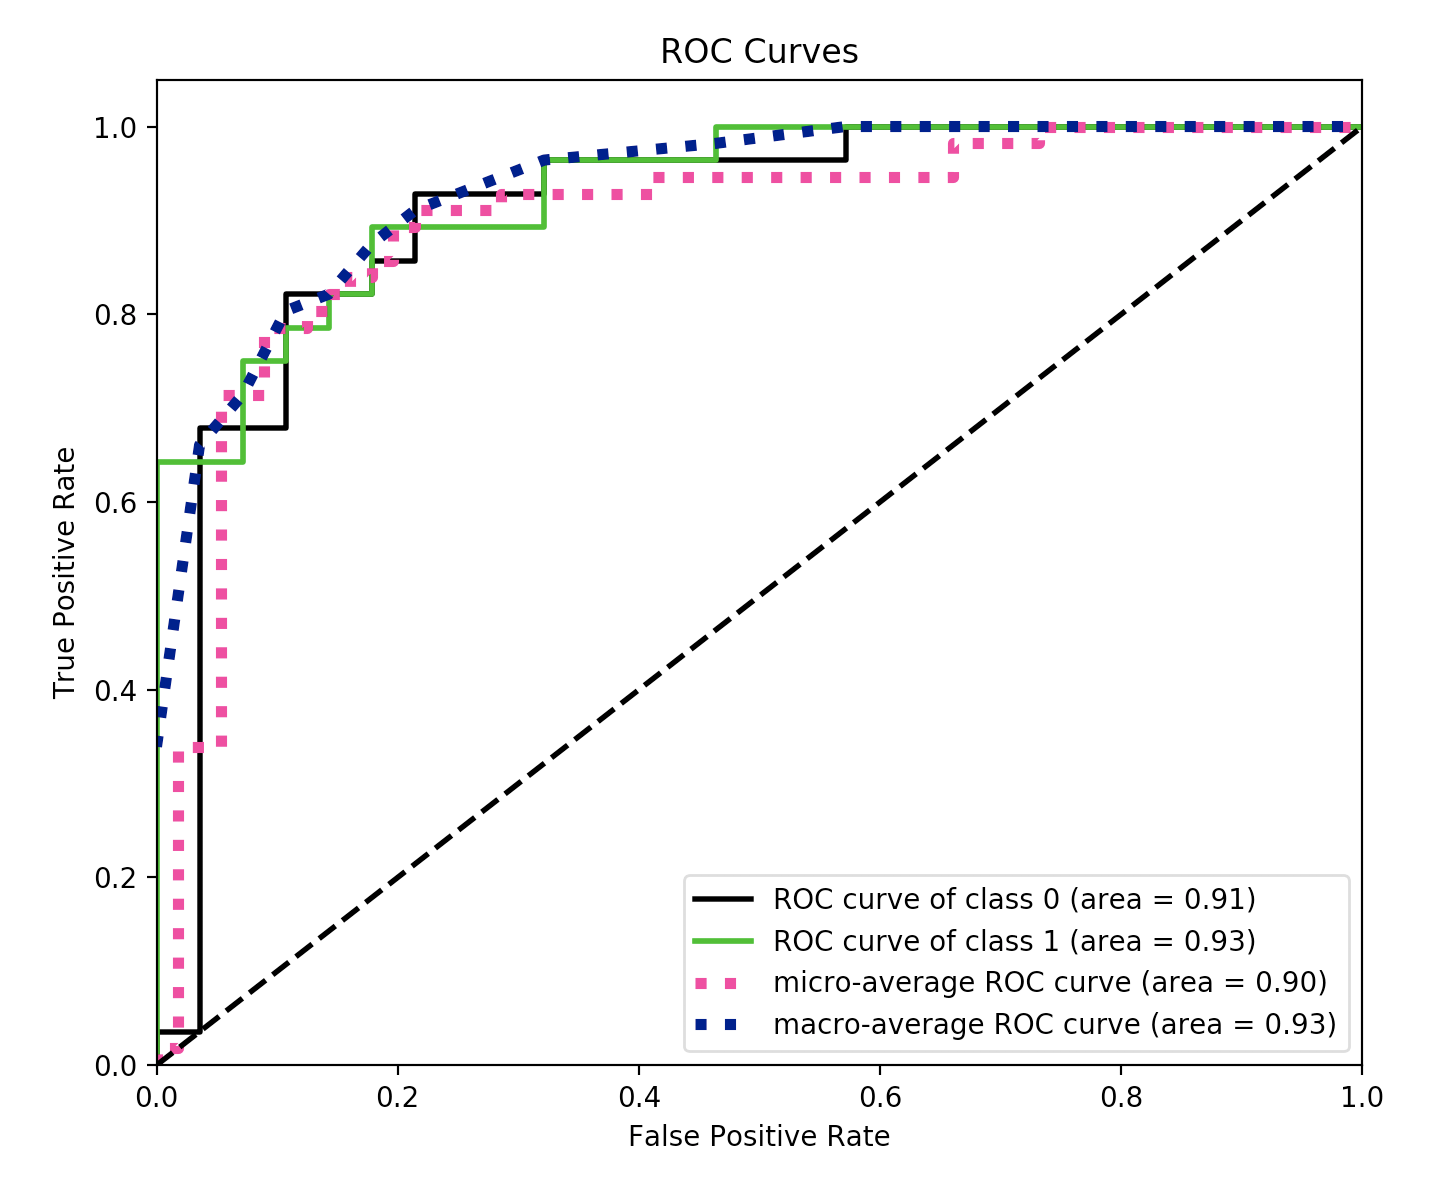 ROC Curves
True Positive Rate
1.0
0.8
0.6
0.4
0.2
0.0
ROC curve of class 0 (area = 0.91)
ROC curve of class 1 (area = 0.93)
micro-average ROC curve (area = 0.90)
macro-average ROC curve (area = 0.93)
0.0 0.2 0.4 0.6 0.8 1.0
False Positive Rate